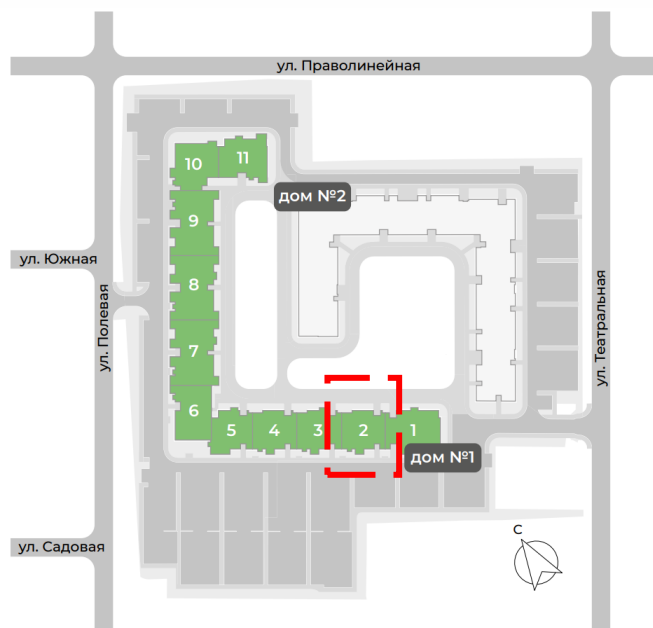 ул. Праволинейная
11
10
дом №2
9
ул. Южная
8
ул. Полевая
ул. Театральная
7
6
5
4
3
2
1
дом №1
С
ул. Садовая